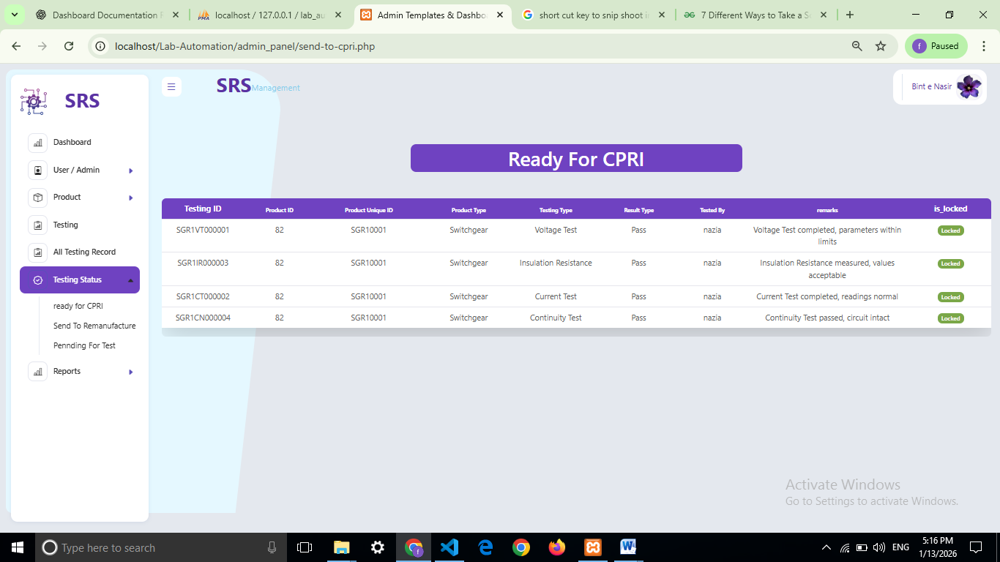 Dashboard Documentation F
localhost / 127.0.0.1 / lab_au
Admin Templates & Dashbo
short cut key to snip shoot i
7 Different Ways to Take a S
localhost/Lab-Automation/admin_panel/send-to-cpri.php
f Paused
SRS
SRSManagement
Bint e Nasir
Dashboard
User / Admin
Product
Testing
All Testing Record
Testing Status
ready for CPRI
Send To Remanufacture
Pennding For Test
Reports
Ready For CPRI
Testing ID Product ID Product Unique ID Product Type Testing Type Result Type Tested By remarks is_locked
SGR1VT000001 82 SGR10001 Switchgear Voltage Test Pass nazia Voltage Test completed, parameters within Locked
limits
SGR1IR000003 82 SGR10001 Switchgear Insulation Resistance Pass nazia Insulation Resistance measured, values Locked
acceptable
SGR1CT000002 82 SGR10001 Switchgear Current Test Pass nazia Current Test completed, readings normal Locked
SGR1CN000004 82 SGR10001 Switchgear Continuity Test Pass nazia Continuity Test passed, circuit intact Locked
Activate Windows
Go to Settings to activate Windows.
Type here to search
ENG
5:16 PM
1/13/2026